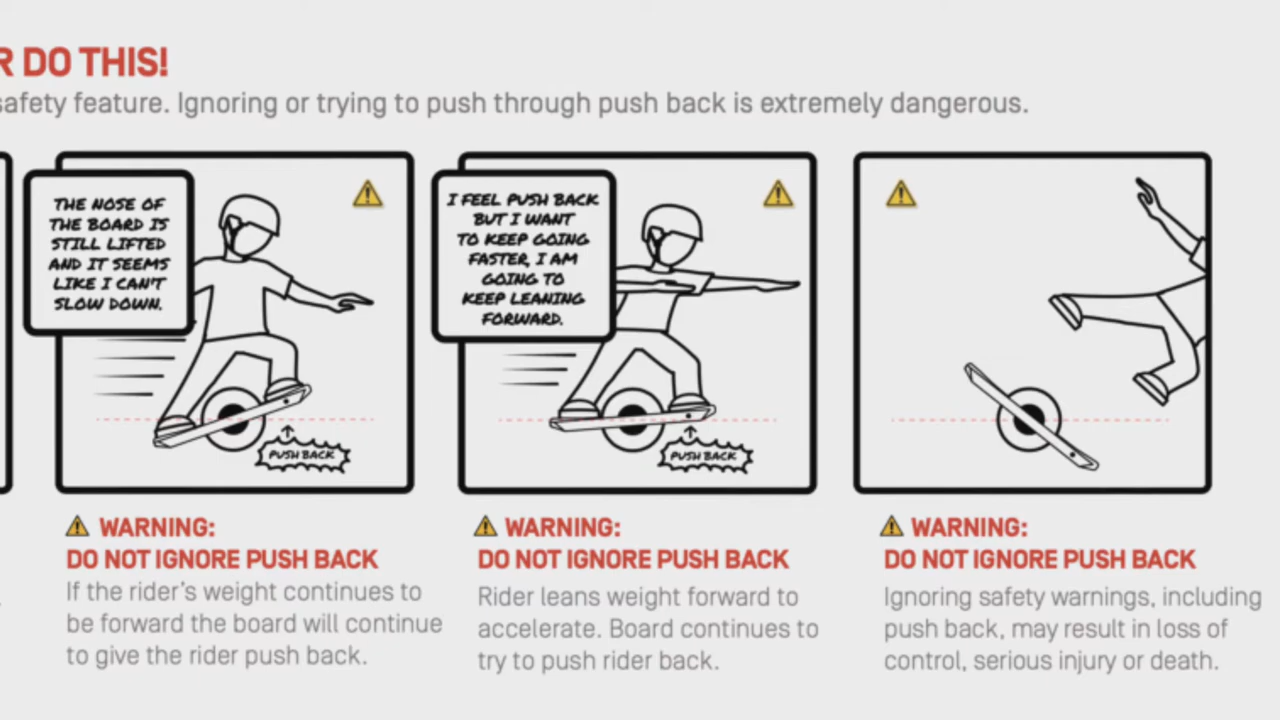 R DO THIS!
safety feature. Ignoring or trying to push through push back is extremely dangerous.
THE NOSE OF
THE BOARD IS
STILL LIFTED
AND IT SEEMS
LIKE I CAN'T
SLOW DOWN.
PUSH BACK
I FEEL PUSH BACK
BUT I WANT
TO KEEP GOING
FASTER, I AM
GOING TO
KEEP LEANING
FORWARD.
PUSH BACK
WARNING:
DO NOT IGNORE PUSH BACK
If the rider's weight continues to
be forward the board will continue
to give the rider push back.
WARNING:
DO NOT IGNORE PUSH BACK
Rider leans weight forward to
accelerate. Board continues to
try to push rider back.
WARNING:
DO NOT IGNORE PUSH BACK
Ignoring safety warnings, including
push back, may result in loss of
control, serious injury or death.